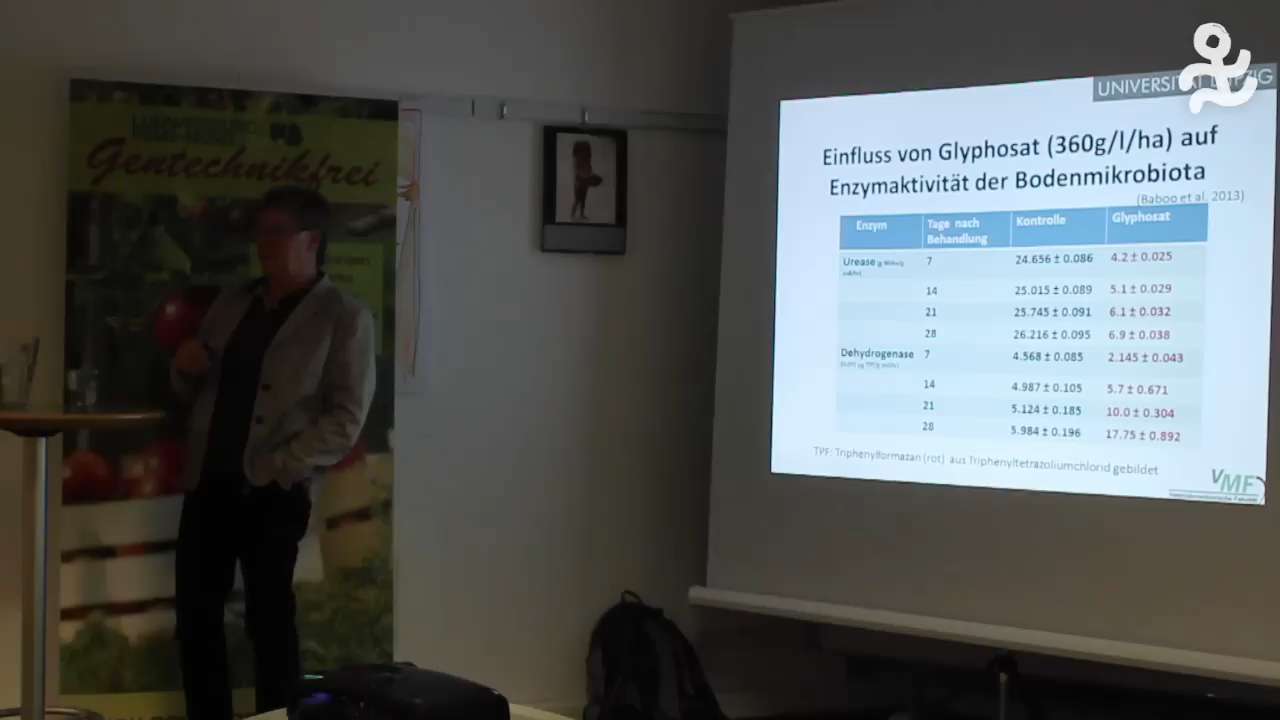 Gentechnikfrei
UNIVERSITÄT LEIPZIG
Einfluss von Glyphosat (360g/l/ha) auf
Enzymaktivität der Bodenmikrobiota
(Baboo et al. 2013)
Enzym Tage nach Behandlung Kontrolle Glyphosat
Urease 7 24.656 ± 0.086 4.2 ± 0.025
14 25.015 ± 0.089 5.1 ± 0.029
21 25.745 ± 0.091 6.1 ± 0.032
28 26.216 ± 0.095 6.9 ± 0.038
Dehydrogenase 7 4.568 ± 0.085 2.145 ± 0.043
14 4.987 ± 0.105 5.7 ± 0.671
21 5.124 ± 0.185 10.0 ± 0.304
28 5.984 ± 0.196 17.75 ± 0.892
TPF: Triphenylformazan (rot) aus Triphenyltetrazoliumchlorid gebildet
VMF